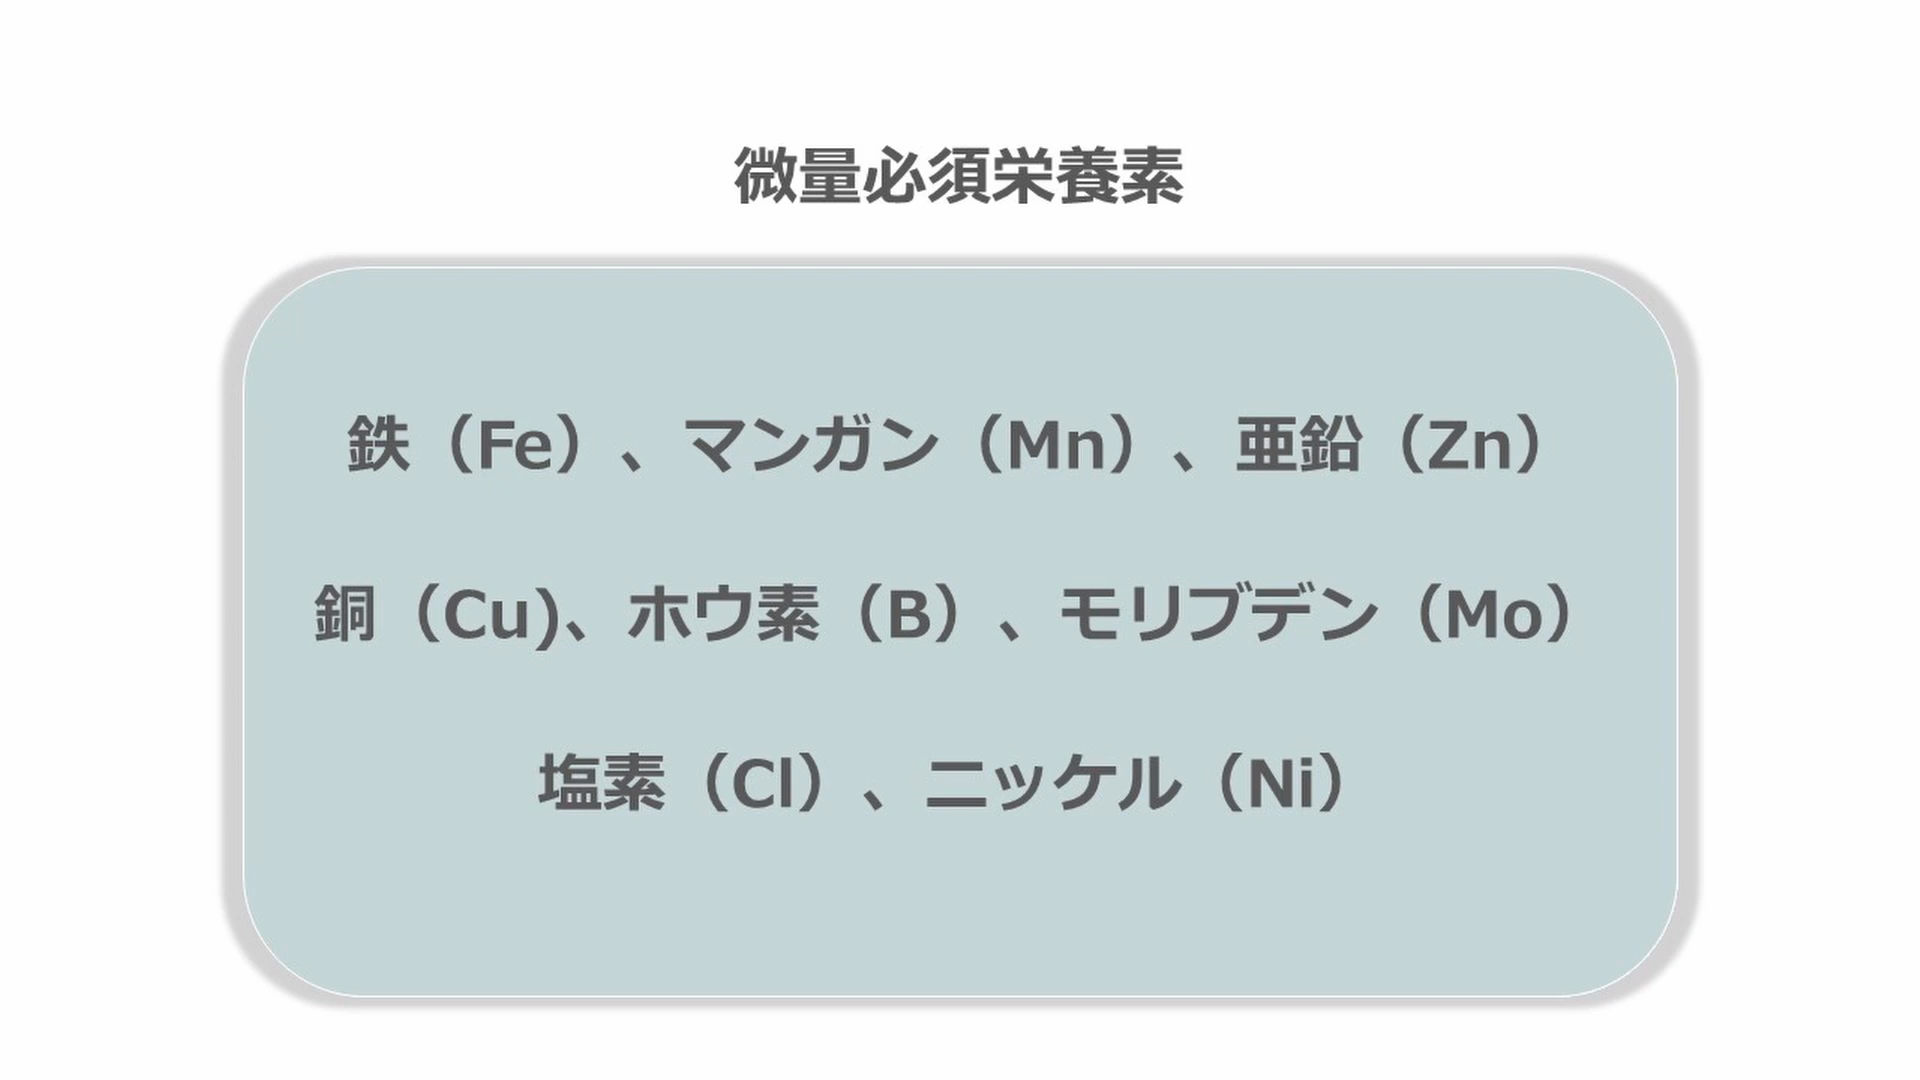 微量必須栄養素
鉄（Fe）、マンガン（Mn）、亜鉛（Zn）
銅（Cu)、ホウ素（B）、モリブデン（Mo）
塩素（Cl）、ニッケル（Ni）